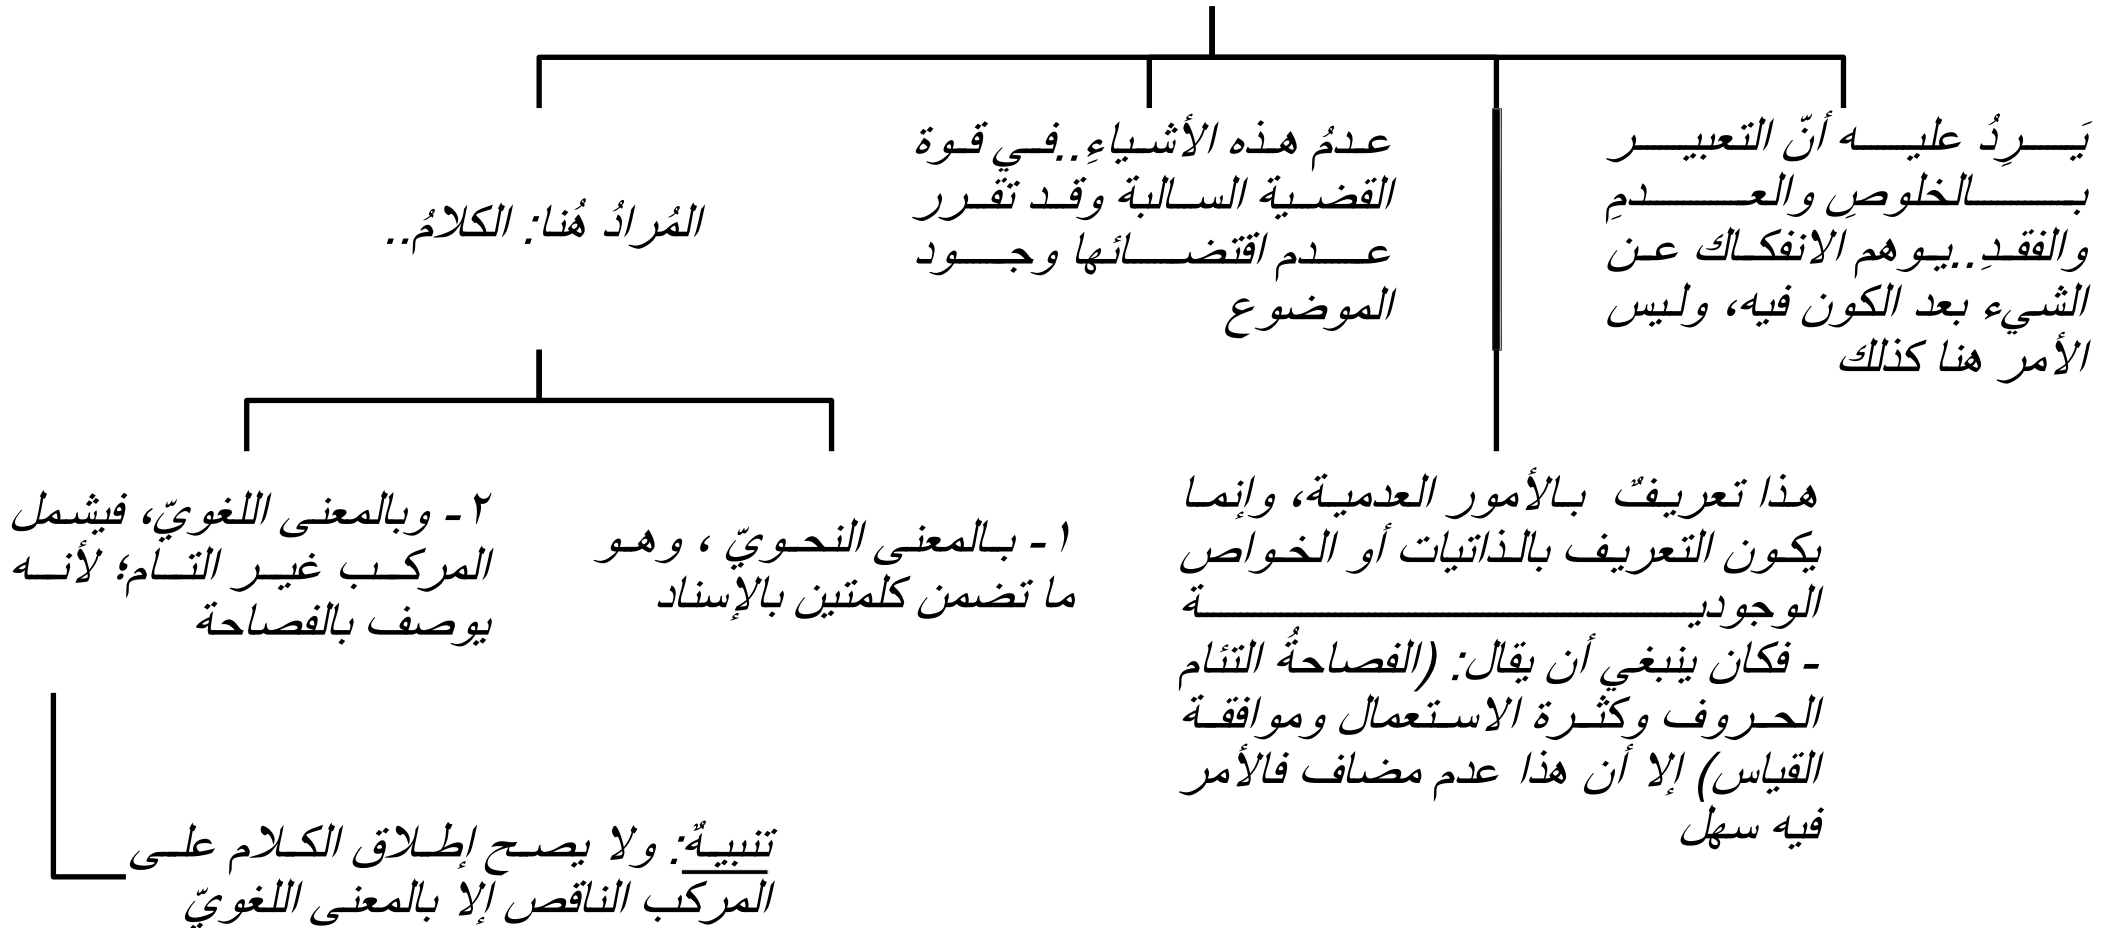 يَرِدُ عليه أنّ التعبير
بالخلوصِ والعدمِ
والفقدِ..يوهم الانفكاك عن
الشيء بعد الكون فيه، وليس
الأمر هنا كذلك
عدمُ هذه الأشياءِ..في قوة
القضية السالبة وقد تقرر
عدم اقتضائها وجود
الموضوع
المُرادُ هُنا: الكلامُ..
هذا تعريفٌ بالأمور العدمية، وإنما
يكون التعريف بالذاتيات أو الخواص
الوجودية
- فكان ينبغي أن يقال: (الفصاحةُ التئام
الحروف وكثرة الاستعمال وموافقة
القياس) إلا أن هذا عدم مضاف فالأمر
فيه سهل
١- بالمعنى النحويّ ، وهو
ما تضمن كلمتين بالإسناد
٢- وبالمعنى اللغويّ، فيشمل
المركب غير التام؛ لأنه
يوصف بالفصاحة
تنبيهٌ: ولا يصح إطلاق الكلام على
المركب الناقص إلا بالمعنى اللغويّ